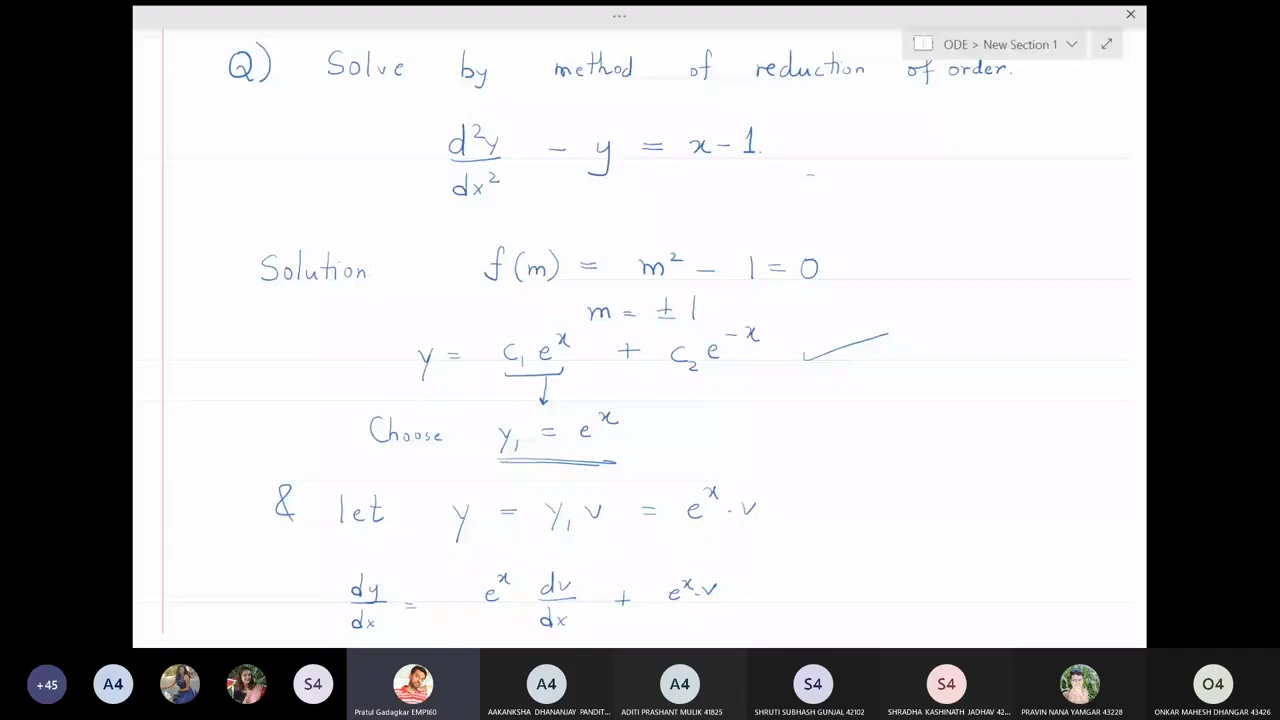 ODE > New Section 1
Q) Solve by method of reduction of order.
d²y/dx² - y = x - 1.
Solution f(m) = m² - 1 = 0
m = ± 1
y = c₁ eˣ + c₂ e⁻ˣ
Choose y₁ = eˣ
& let y = y₁ v = eˣ . v
dy/dx = eˣ dv/dx + eˣ.v
+45
A4
S4
Pratul Gadagkar EMP160
A4
AAKANKSHA DHANANJAY PANDIT...
A4
ADITI PRASHANT MULIK 41825
S4
SHRUTI SUBHASH GUNJAL 42102
S4
SHRADHA KASHINATH JADHAV 42...
PRAVIN NANA YAMGAR 43228
O4
ONKAR MAHESH DHANGAR 43426